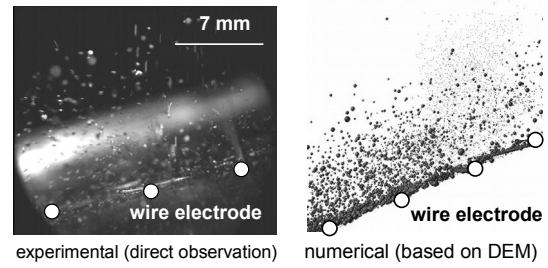 7 mm
wire electrode
wire electrode
experimental (direct observation)
numerical (based on DEM)